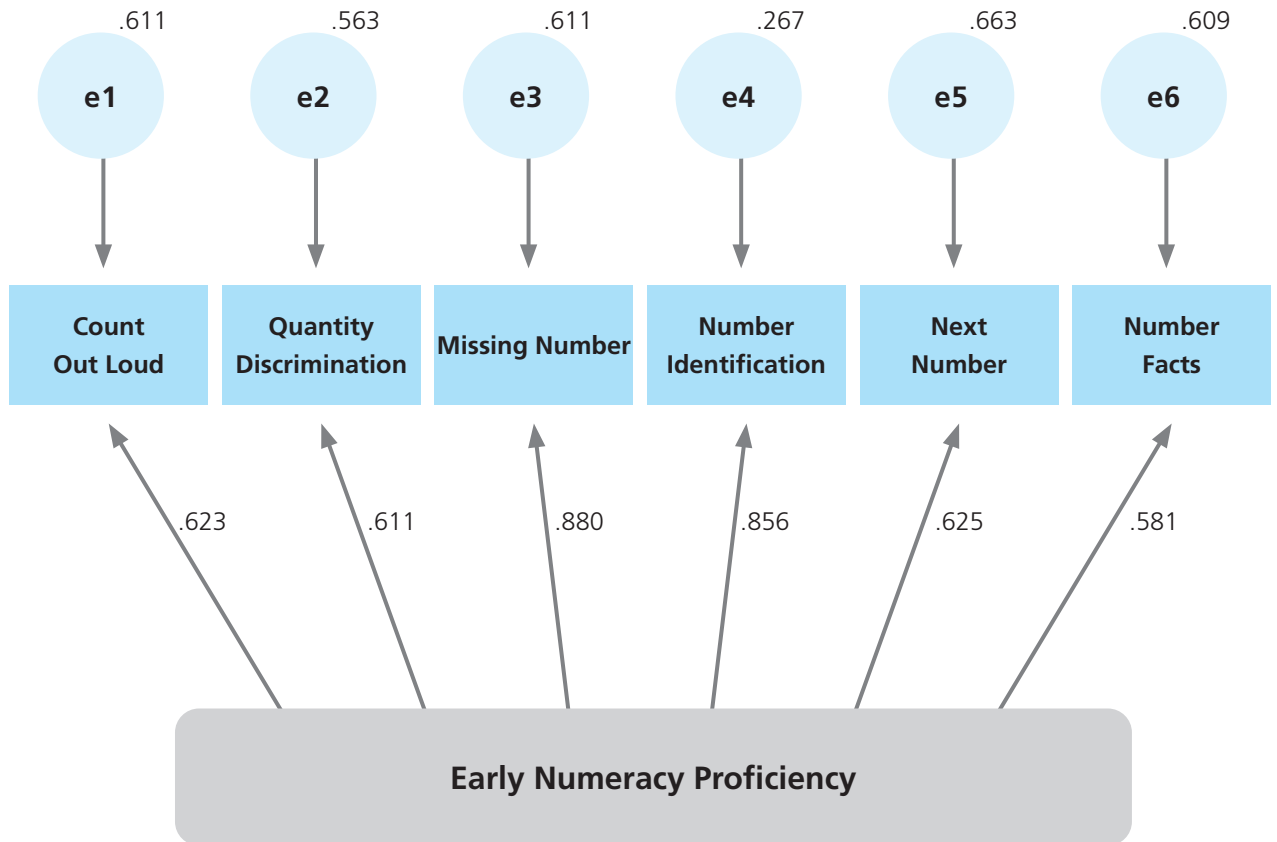 .611
.563
.611
.267
.663
.609
e1
e2
e3
e4
e5
e6
Count
Out Loud
Quantity
Discrimination
Missing Number
Number
Identification
Next
Number
Number
Facts
.623
.611
.880
.856
.625
.581
Early Numeracy Proficiency